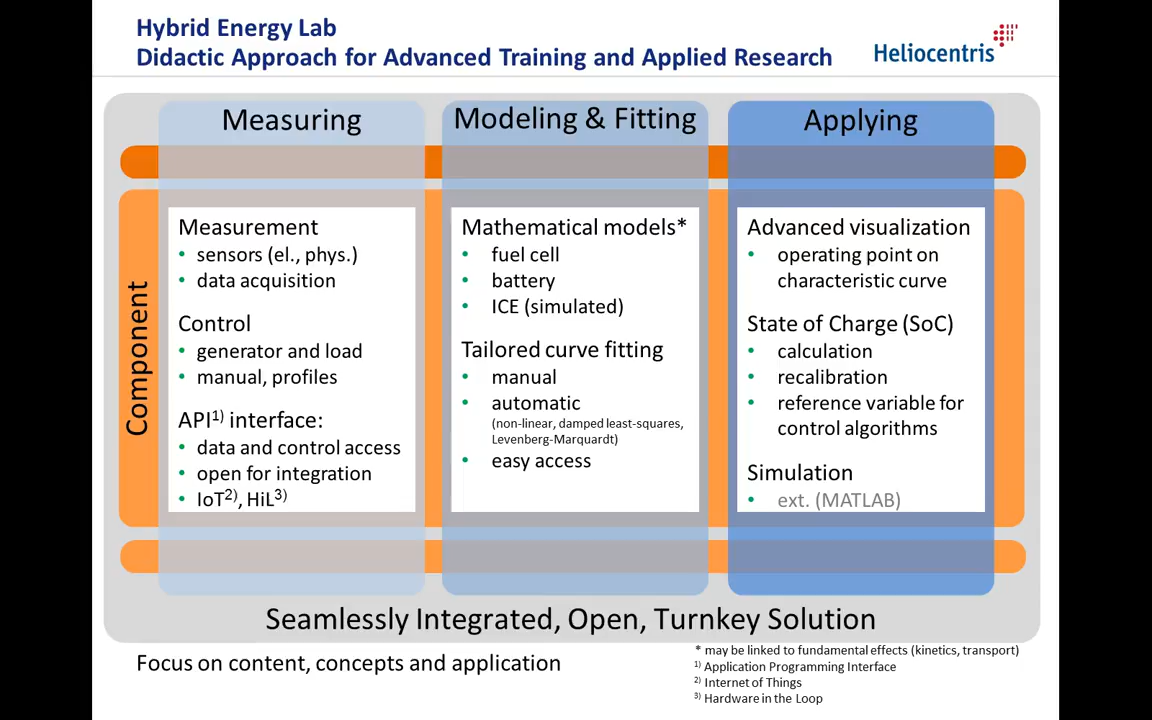 Hybrid Energy Lab
Didactic Approach for Advanced Training and Applied Research
Heliocentris
Measuring
Modeling & Fitting
Applying
Component
Measurement
• sensors (el., phys.)
• data acquisition
Control
• generator and load
• manual, profiles
API1) interface:
• data and control access
• open for integration
• IoT2), HiL3)
Mathematical models*
• fuel cell
• battery
• ICE (simulated)
Tailored curve fitting
• manual
• automatic
(non-linear, damped least-squares,
Levenberg-Marquardt)
• easy access
Advanced visualization
• operating point on
characteristic curve
State of Charge (SoC)
• calculation
• recalibration
• reference variable for
control algorithms
Simulation
• ext. (MATLAB)
Seamlessly Integrated, Open, Turnkey Solution
Focus on content, concepts and application
* may be linked to fundamental effects (kinetics, transport)
1) Application Programming Interface
2) Internet of Things
3) Hardware in the Loop